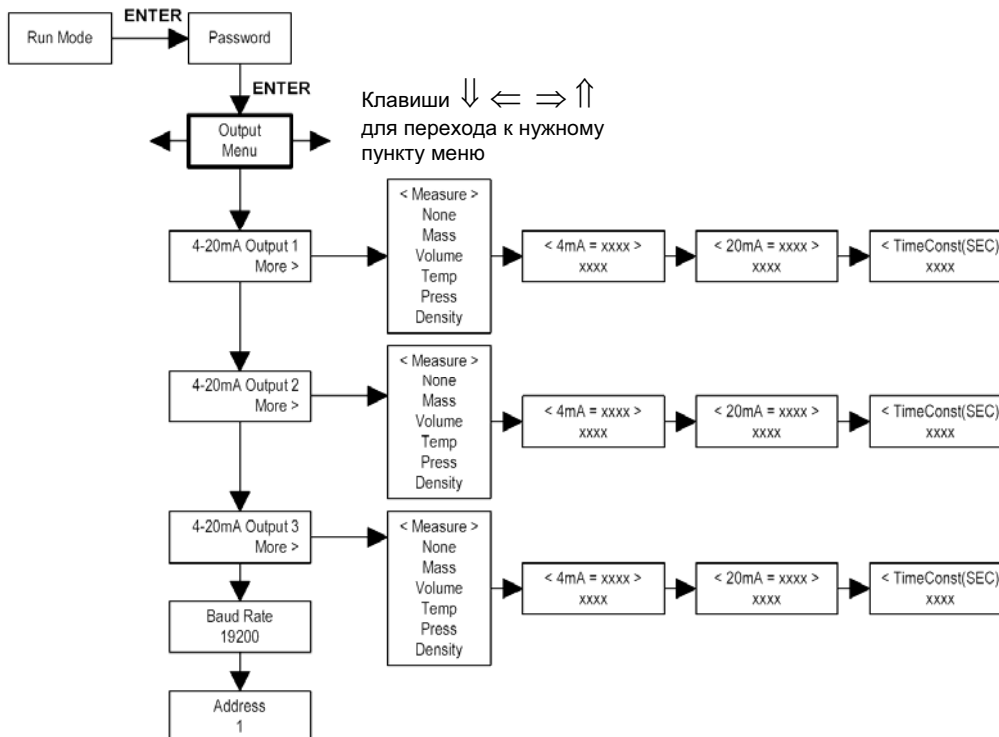 ENTER
Run Mode
Password
ENTER
Клавиши ⇓ ⇐ ⇒ ⇑
для перехода к нужному
пункту меню
Output
Menu
4-20mA Output 1
More >
< Measure >
None
Mass
Volume
Temp
Press
Density
< 4mA = xxxx >
xxxx
< 20mA = xxxx >
xxxx
< TimeConst(SEC)
xxxx
4-20mA Output 2
More >
< Measure >
None
Mass
Volume
Temp
Press
Density
< 4mA = xxxx >
xxxx
< 20mA = xxxx >
xxxx
< TimeConst(SEC)
xxxx
4-20mA Output 3
More >
< Measure >
None
Mass
Volume
Temp
Press
Density
< 4mA = xxxx >
xxxx
< 20mA = xxxx >
xxxx
< TimeConst(SEC)
xxxx
Baud Rate
19200
Address
1